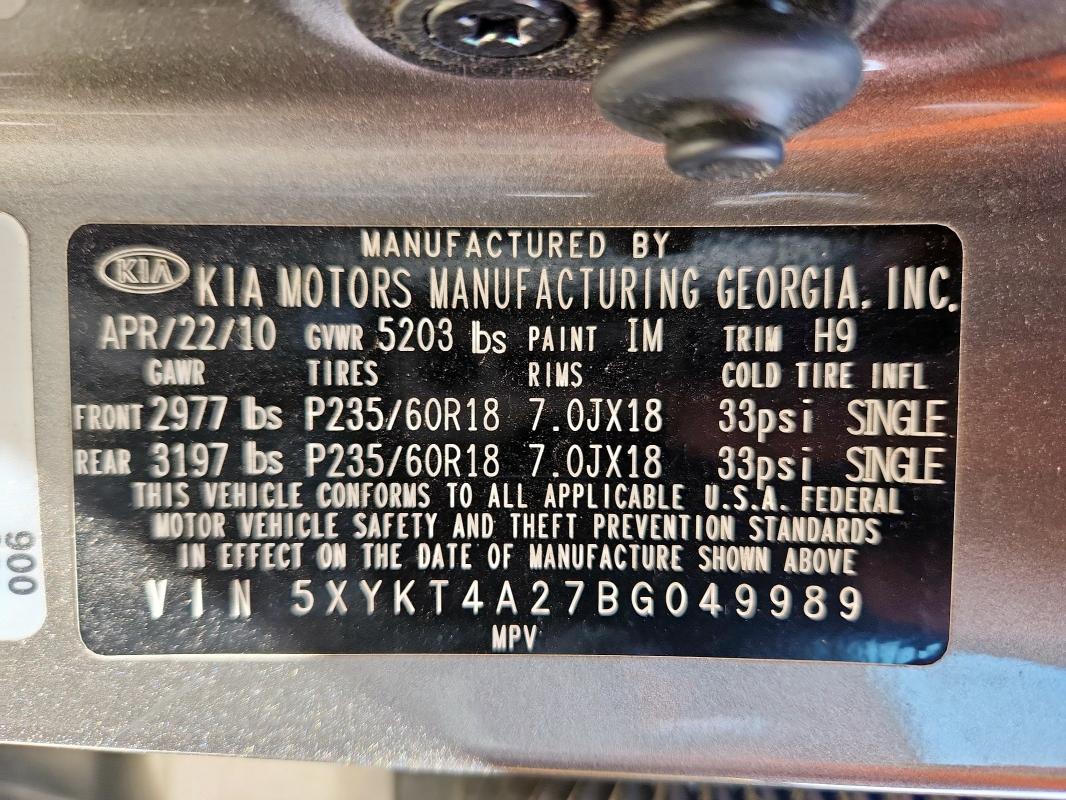 MANUFACTURED BY
KIA
KIA MOTORS MANUFACTURING GEORGIA, INC.
APR/22/10 GVWR 5203 lbs PAINT IM TRIM H9
GAWR TIRES RIMS COLD TIRE INFL
FRONT 2977 lbs P235/60R18 7.0JX18 33psi SINGLE
REAR 3197 lbs P235/60R18 7.0JX18 33psi SINGLE
THIS VEHICLE CONFORMS TO ALL APPLICABLE U.S.A. FEDERAL
MOTOR VEHICLE SAFETY AND THEFT PREVENTION STANDARDS
IN EFFECT ON THE DATE OF MANUFACTURE SHOWN ABOVE
VIN 5XYKT4A27BG049989
MPV
006